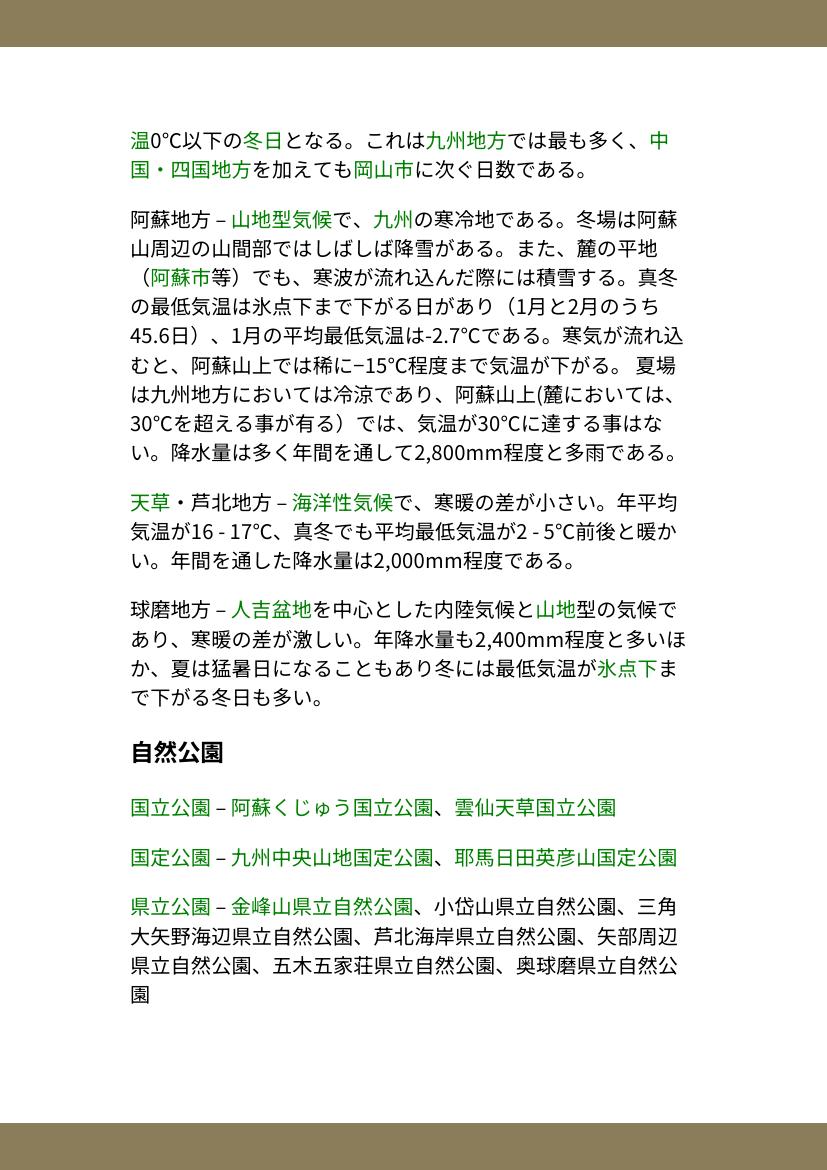 温0℃以下の冬日となる。これは九州地方では最も多く、中
国・四国地方を加えても岡山市に次ぐ日数である。
阿蘇地方 – 山地型気候で、九州の寒冷地である。冬場は阿蘇
山周辺の山間部ではしばしば降雪がある。また、麓の平地
（阿蘇市等）でも、寒波が流れ込んだ際には積雪する。真冬
の最低気温は氷点下まで下がる日があり（1月と2月のうち
45.6日）、1月の平均最低気温は-2.7℃である。寒気が流れ込
むと、阿蘇山上では稀に−15℃程度まで気温が下がる。 夏場
は九州地方においては冷涼であり、阿蘇山上(麓においては、
30℃を超える事が有る）では、気温が30℃に達する事はな
い。降水量は多く年間を通して2,800mm程度と多雨である。
天草・芦北地方 – 海洋性気候で、寒暖の差が小さい。年平均
気温が16 - 17℃、真冬でも平均最低気温が2 - 5℃前後と暖か
い。年間を通した降水量は2,000mm程度である。
球磨地方 – 人吉盆地を中心とした内陸気候と山地型の気候で
あり、寒暖の差が激しい。年降水量も2,400mm程度と多いほ
か、夏は猛暑日になることもあり冬には最低気温が氷点下ま
で下がる冬日も多い。
自然公園
国立公園 – 阿蘇くじゅう国立公園、雲仙天草国立公園
国定公園 – 九州中央山地国定公園、耶馬日田英彦山国定公園
県立公園 – 金峰山県立自然公園、小岱山県立自然公園、三角
大矢野海辺県立自然公園、芦北海岸県立自然公園、矢部周辺
県立自然公園、五木五家荘県立自然公園、奥球磨県立自然公
園